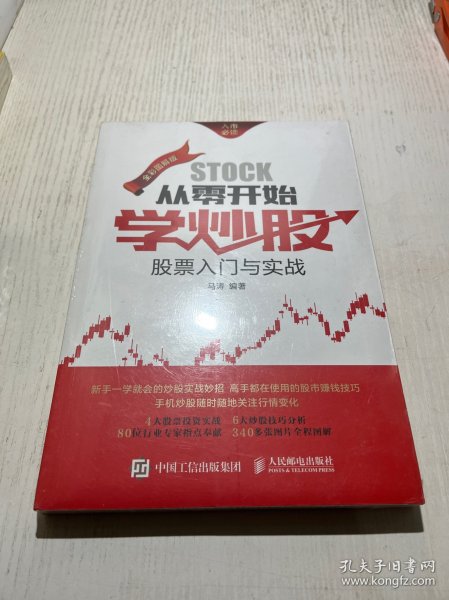 入市
必读
全彩图解版
STOCK
从零开始
学炒股
股票入门与实战
马涛 编著
新手一学就会的炒股实战妙招 高手都在使用的股市赚钱技巧
手机炒股随时随地关注行情变化
4大股票投资实战 6大炒股技巧分析
80位行业专家指点奉献 340多张图片全程图解
中国工信出版集团 人民邮电出版社
POSTS & TELECOM PRESS
孔夫子旧书网
www.kongfz.com